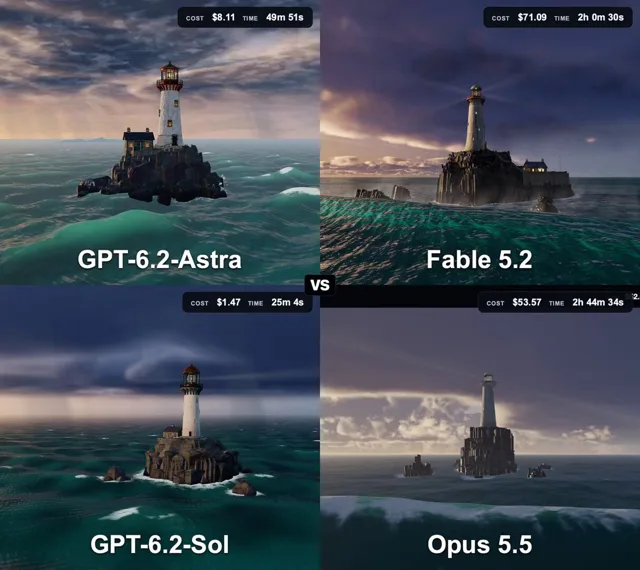 COST $8.11 TIME 49m 51s
COST $71.09 TIME 2h 0m 30s
GPT-6.2-Astra
Fable 5.2
VS
COST $1.47 TIME 25m 4s
COST $53.57 TIME 2h 44m 34s
GPT-6.2-Sol
Opus 5.5